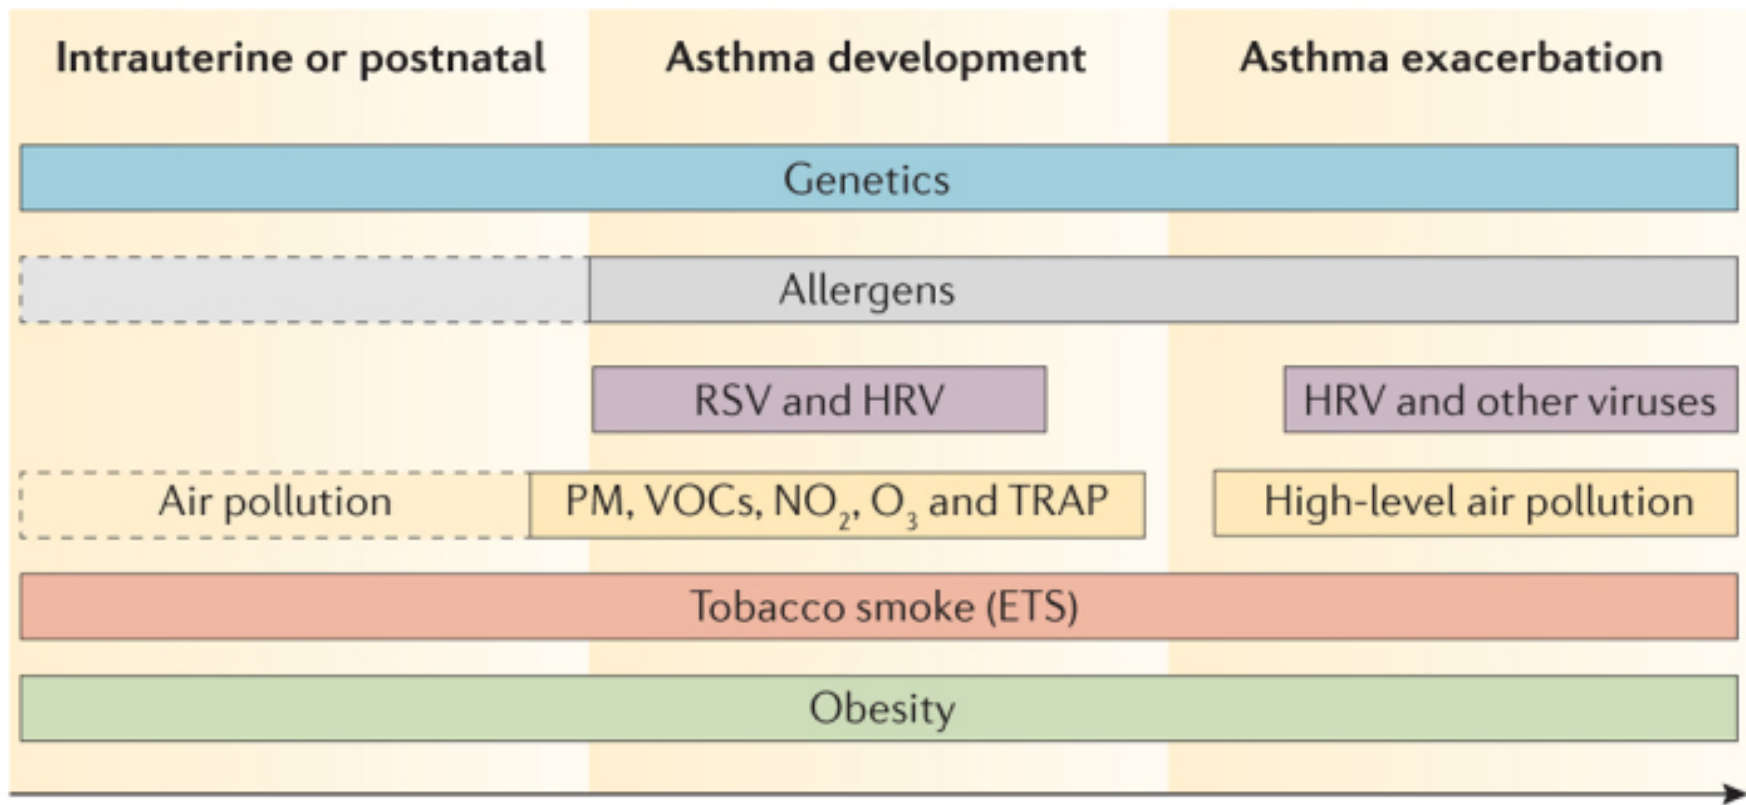 Intrauterine or postnatal
Asthma development
Asthma exacerbation
Genetics
Allergens
RSV and HRV
HRV and other viruses
Air pollution
PM, VOCs, NO₂, O₃ and TRAP
High-level air pollution
Tobacco smoke (ETS)
Obesity